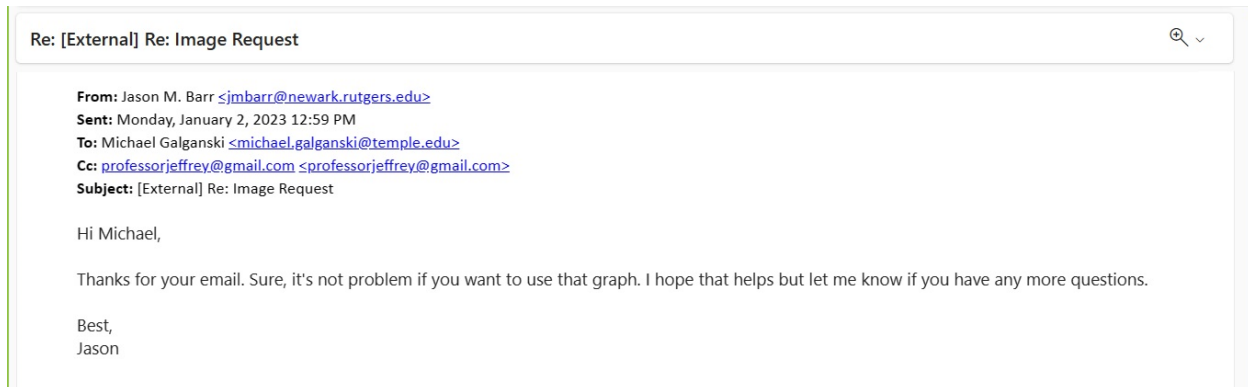 Re: [External] Re: Image Request
From: Jason M. Barr <jmbarr@newark.rutgers.edu>
Sent: Monday, January 2, 2023 12:59 PM
To: Michael Galganski <michael.galganski@temple.edu>
Cc: professorjeffrey@gmail.com <professorjeffrey@gmail.com>
Subject: [External] Re: Image Request
Hi Michael,
Thanks for your email. Sure, it's not problem if you want to use that graph. I hope that helps but let me know if you have any more questions.
Best,
Jason